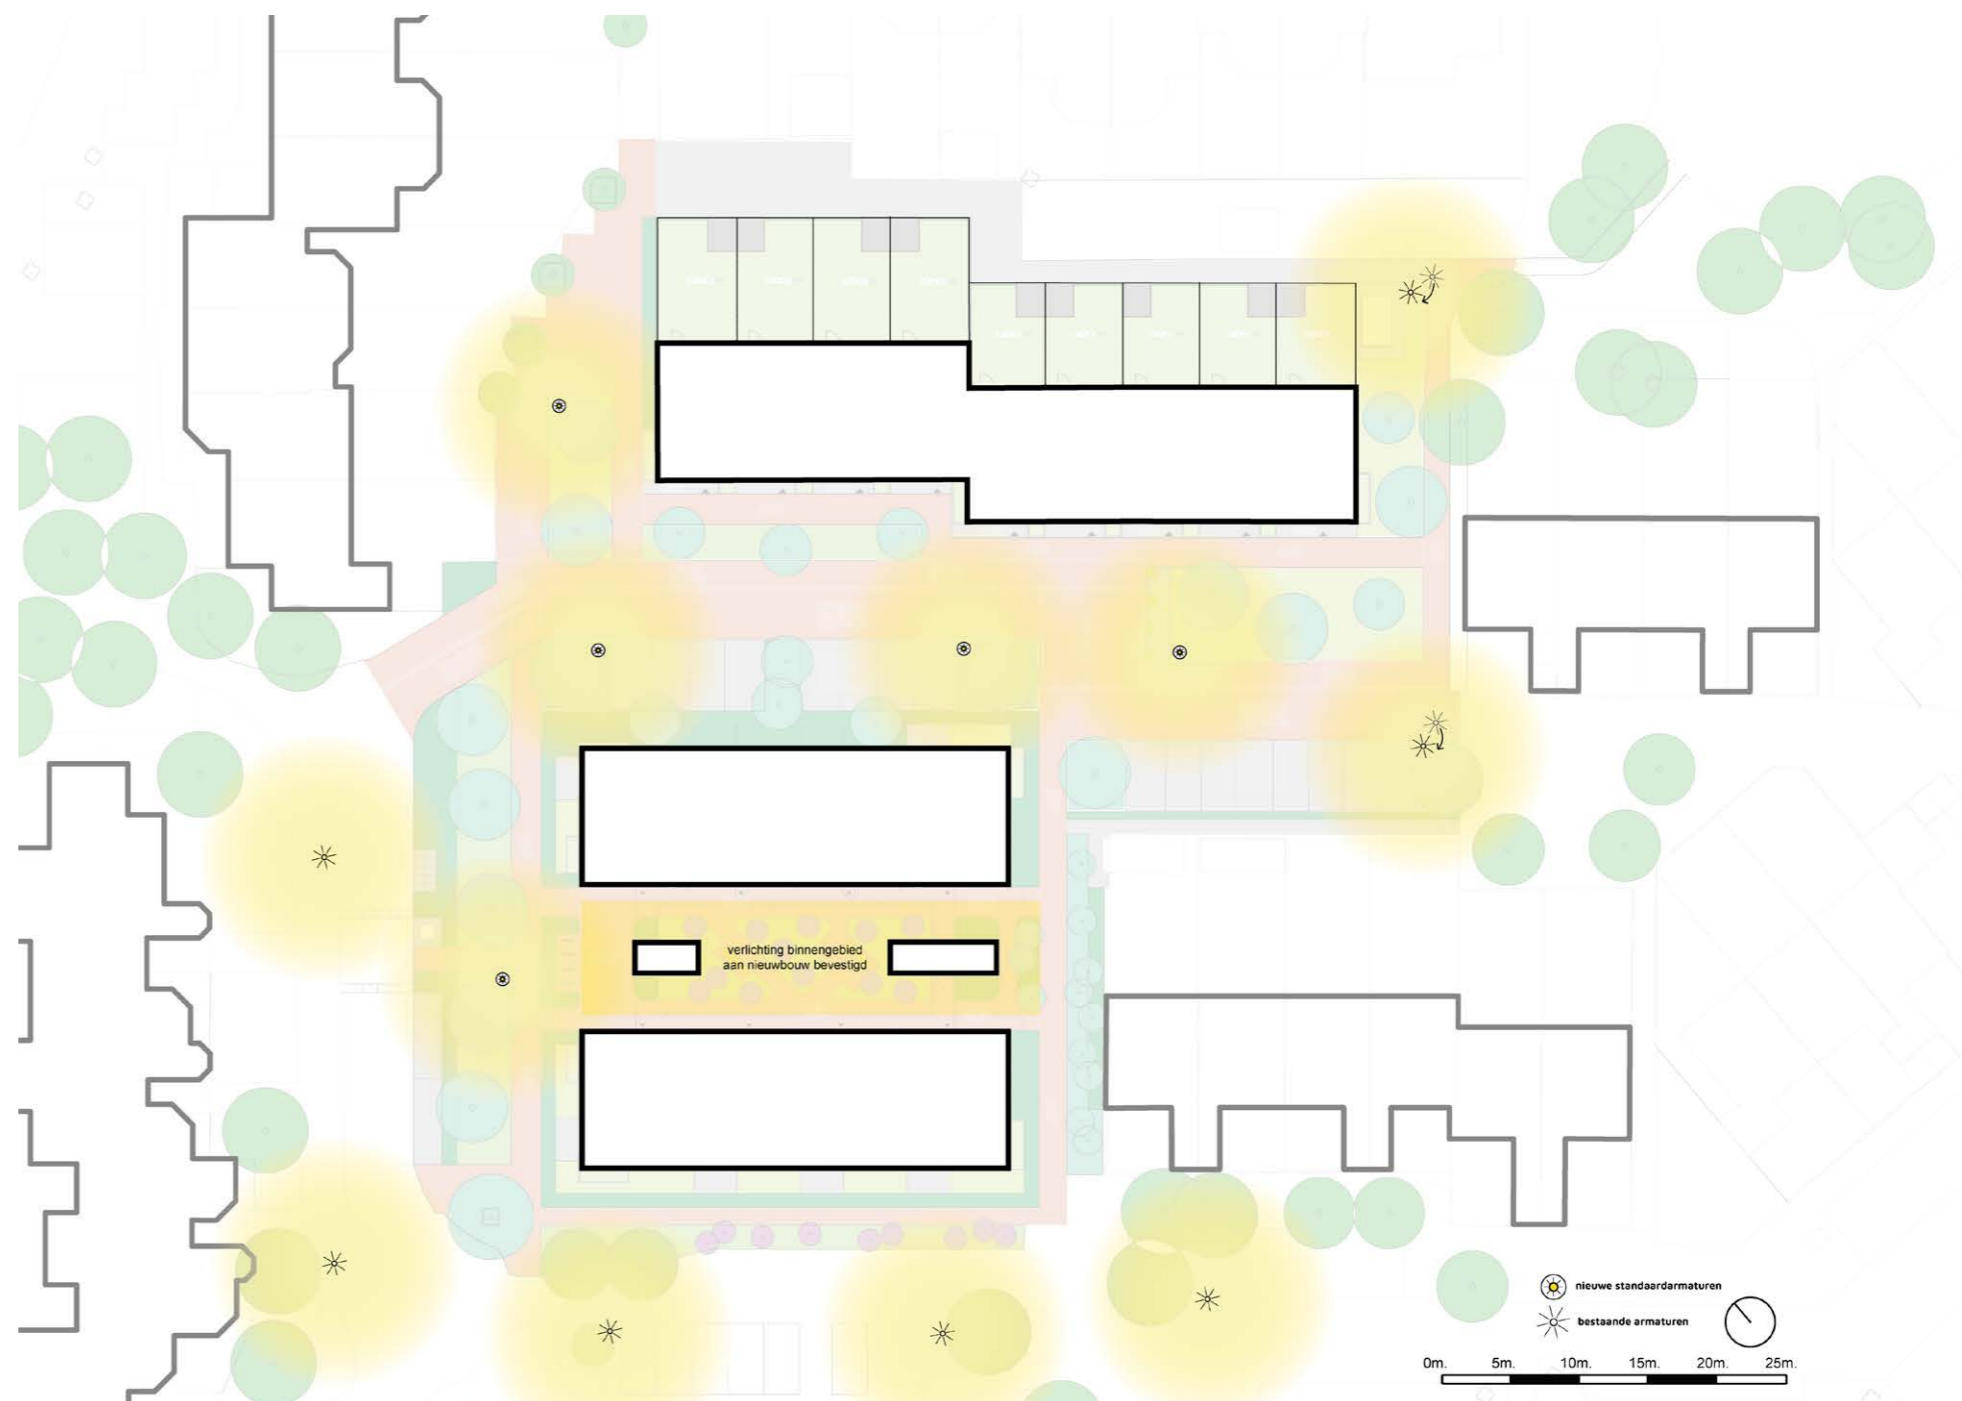 verlichting binnengebied
aan nieuwbouw bevestigd
nieuwe standaardarmaturen
bestaande armaturen
0m. 5m. 10m. 15m. 20m. 25m.